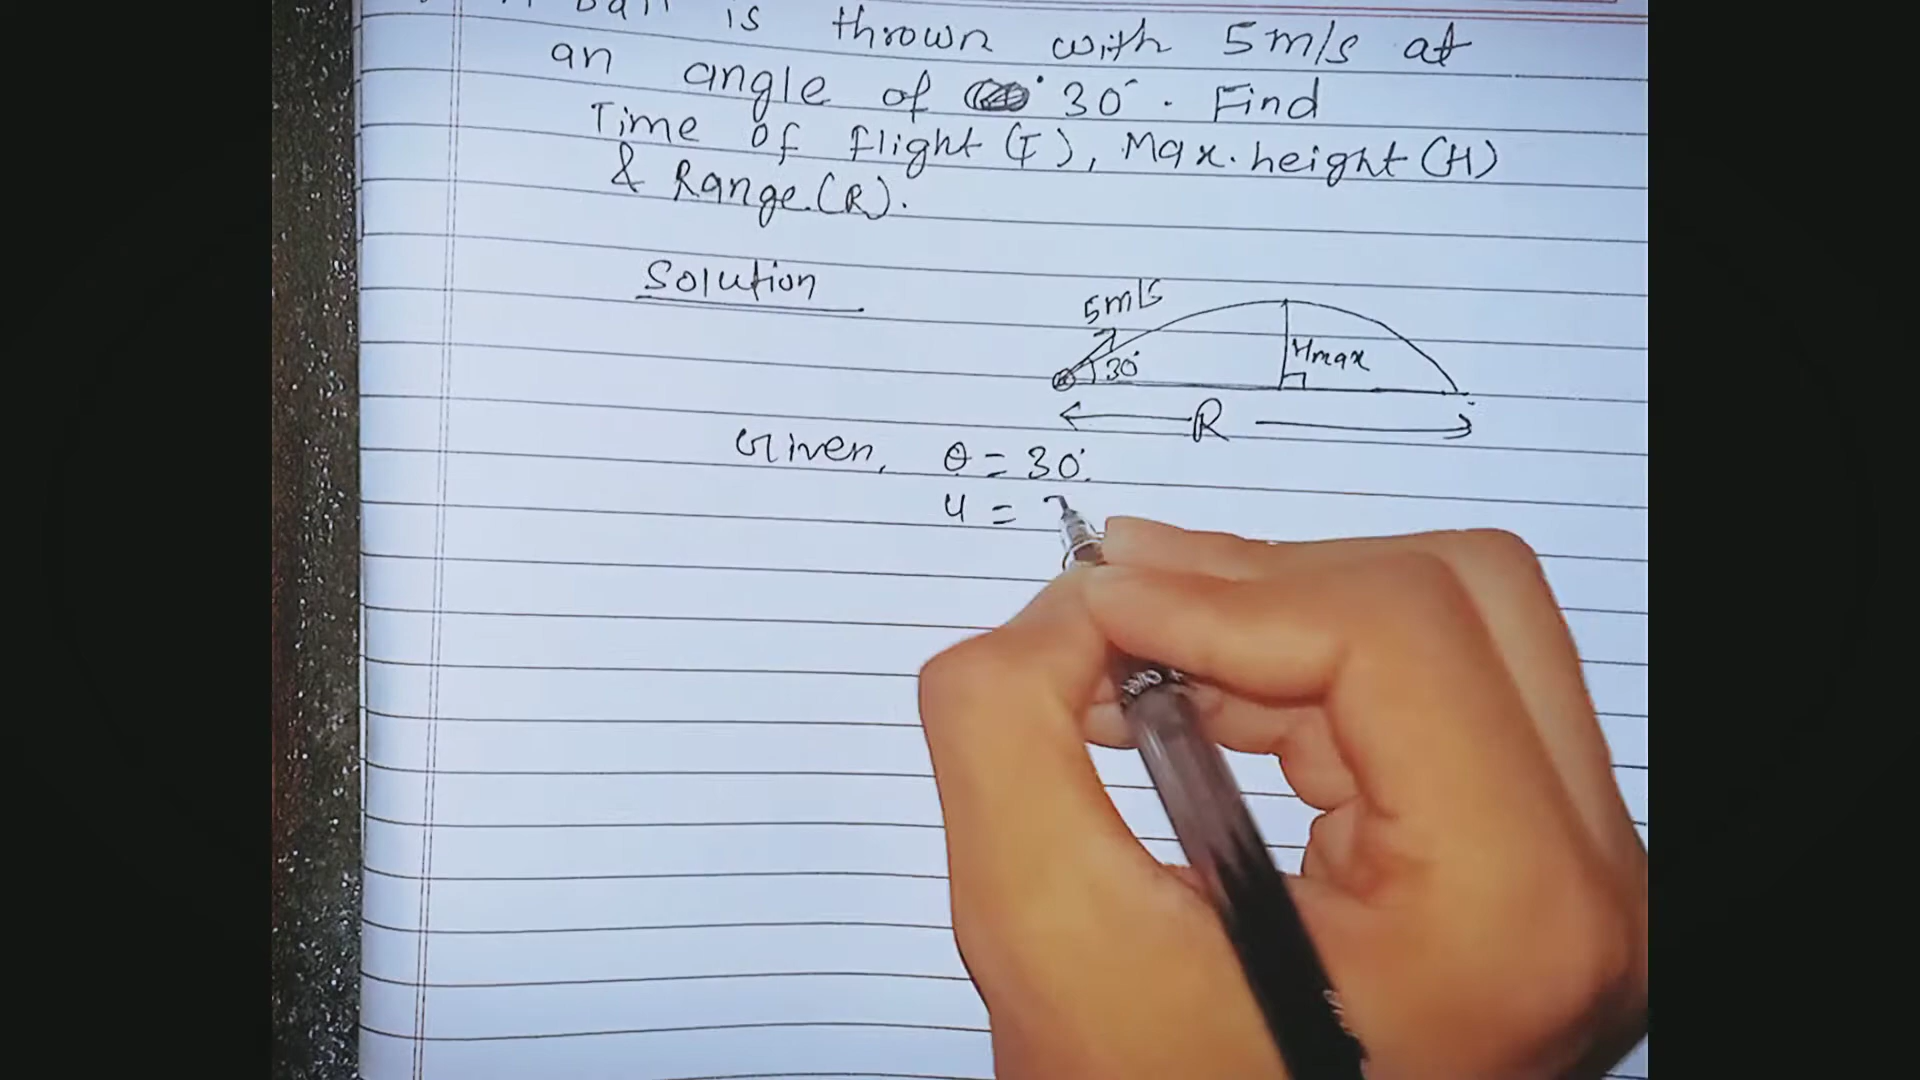 Ball is thrown with 5m/s at
an angle of 30°. Find
Time of flight (T), Max. height (H)
& Range (R).
Solution
5m/s
30°
Hmax
R
Given, θ = 30°.
u =